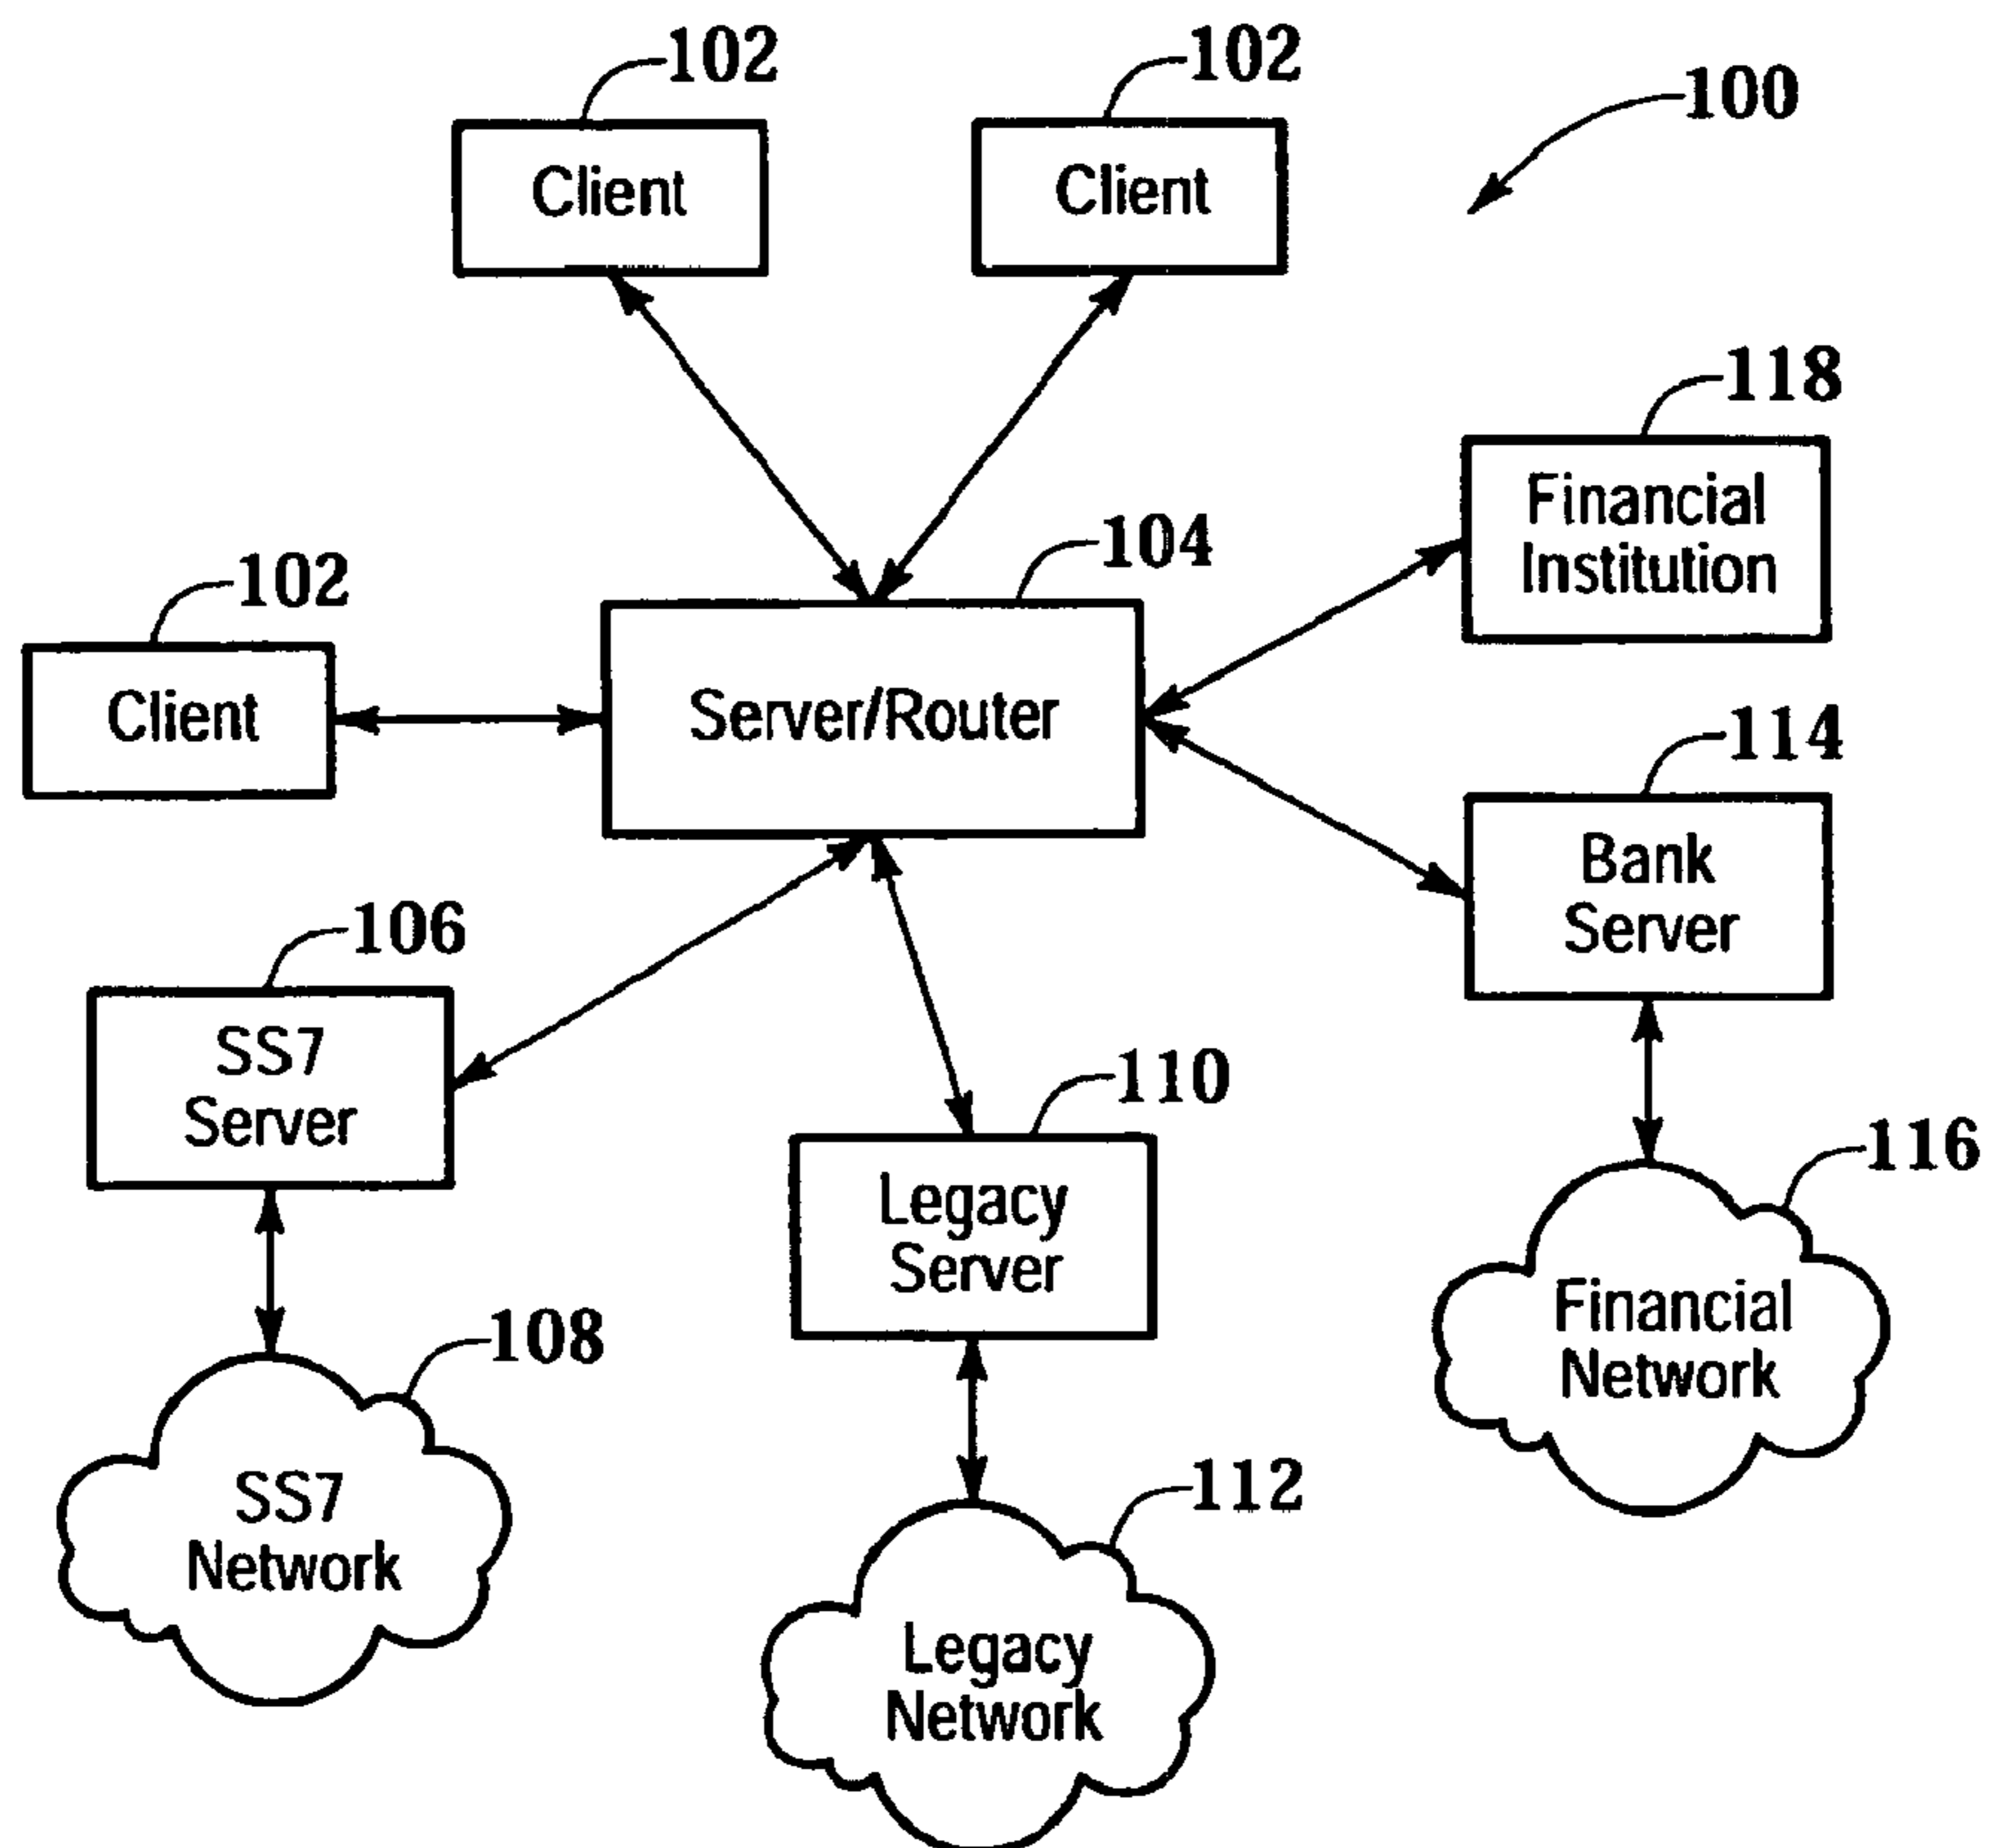 102
102
100
Client
Client
118
Financial
Institution
104
102
Client
Server/Router
114
Bank
Server
106
SS7
Server
110
Legacy
Server
116
Financial
Network
108
SS7
Network
112
Legacy
Network